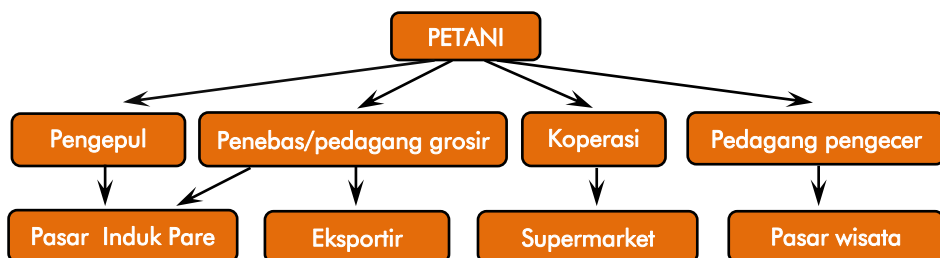 PETANI
Pengepul
Penebas/pedagang grosir
Koperasi
Pedagang pengecer
Pasar Induk Pare
Eksportir
Supermarket
Pasar wisata